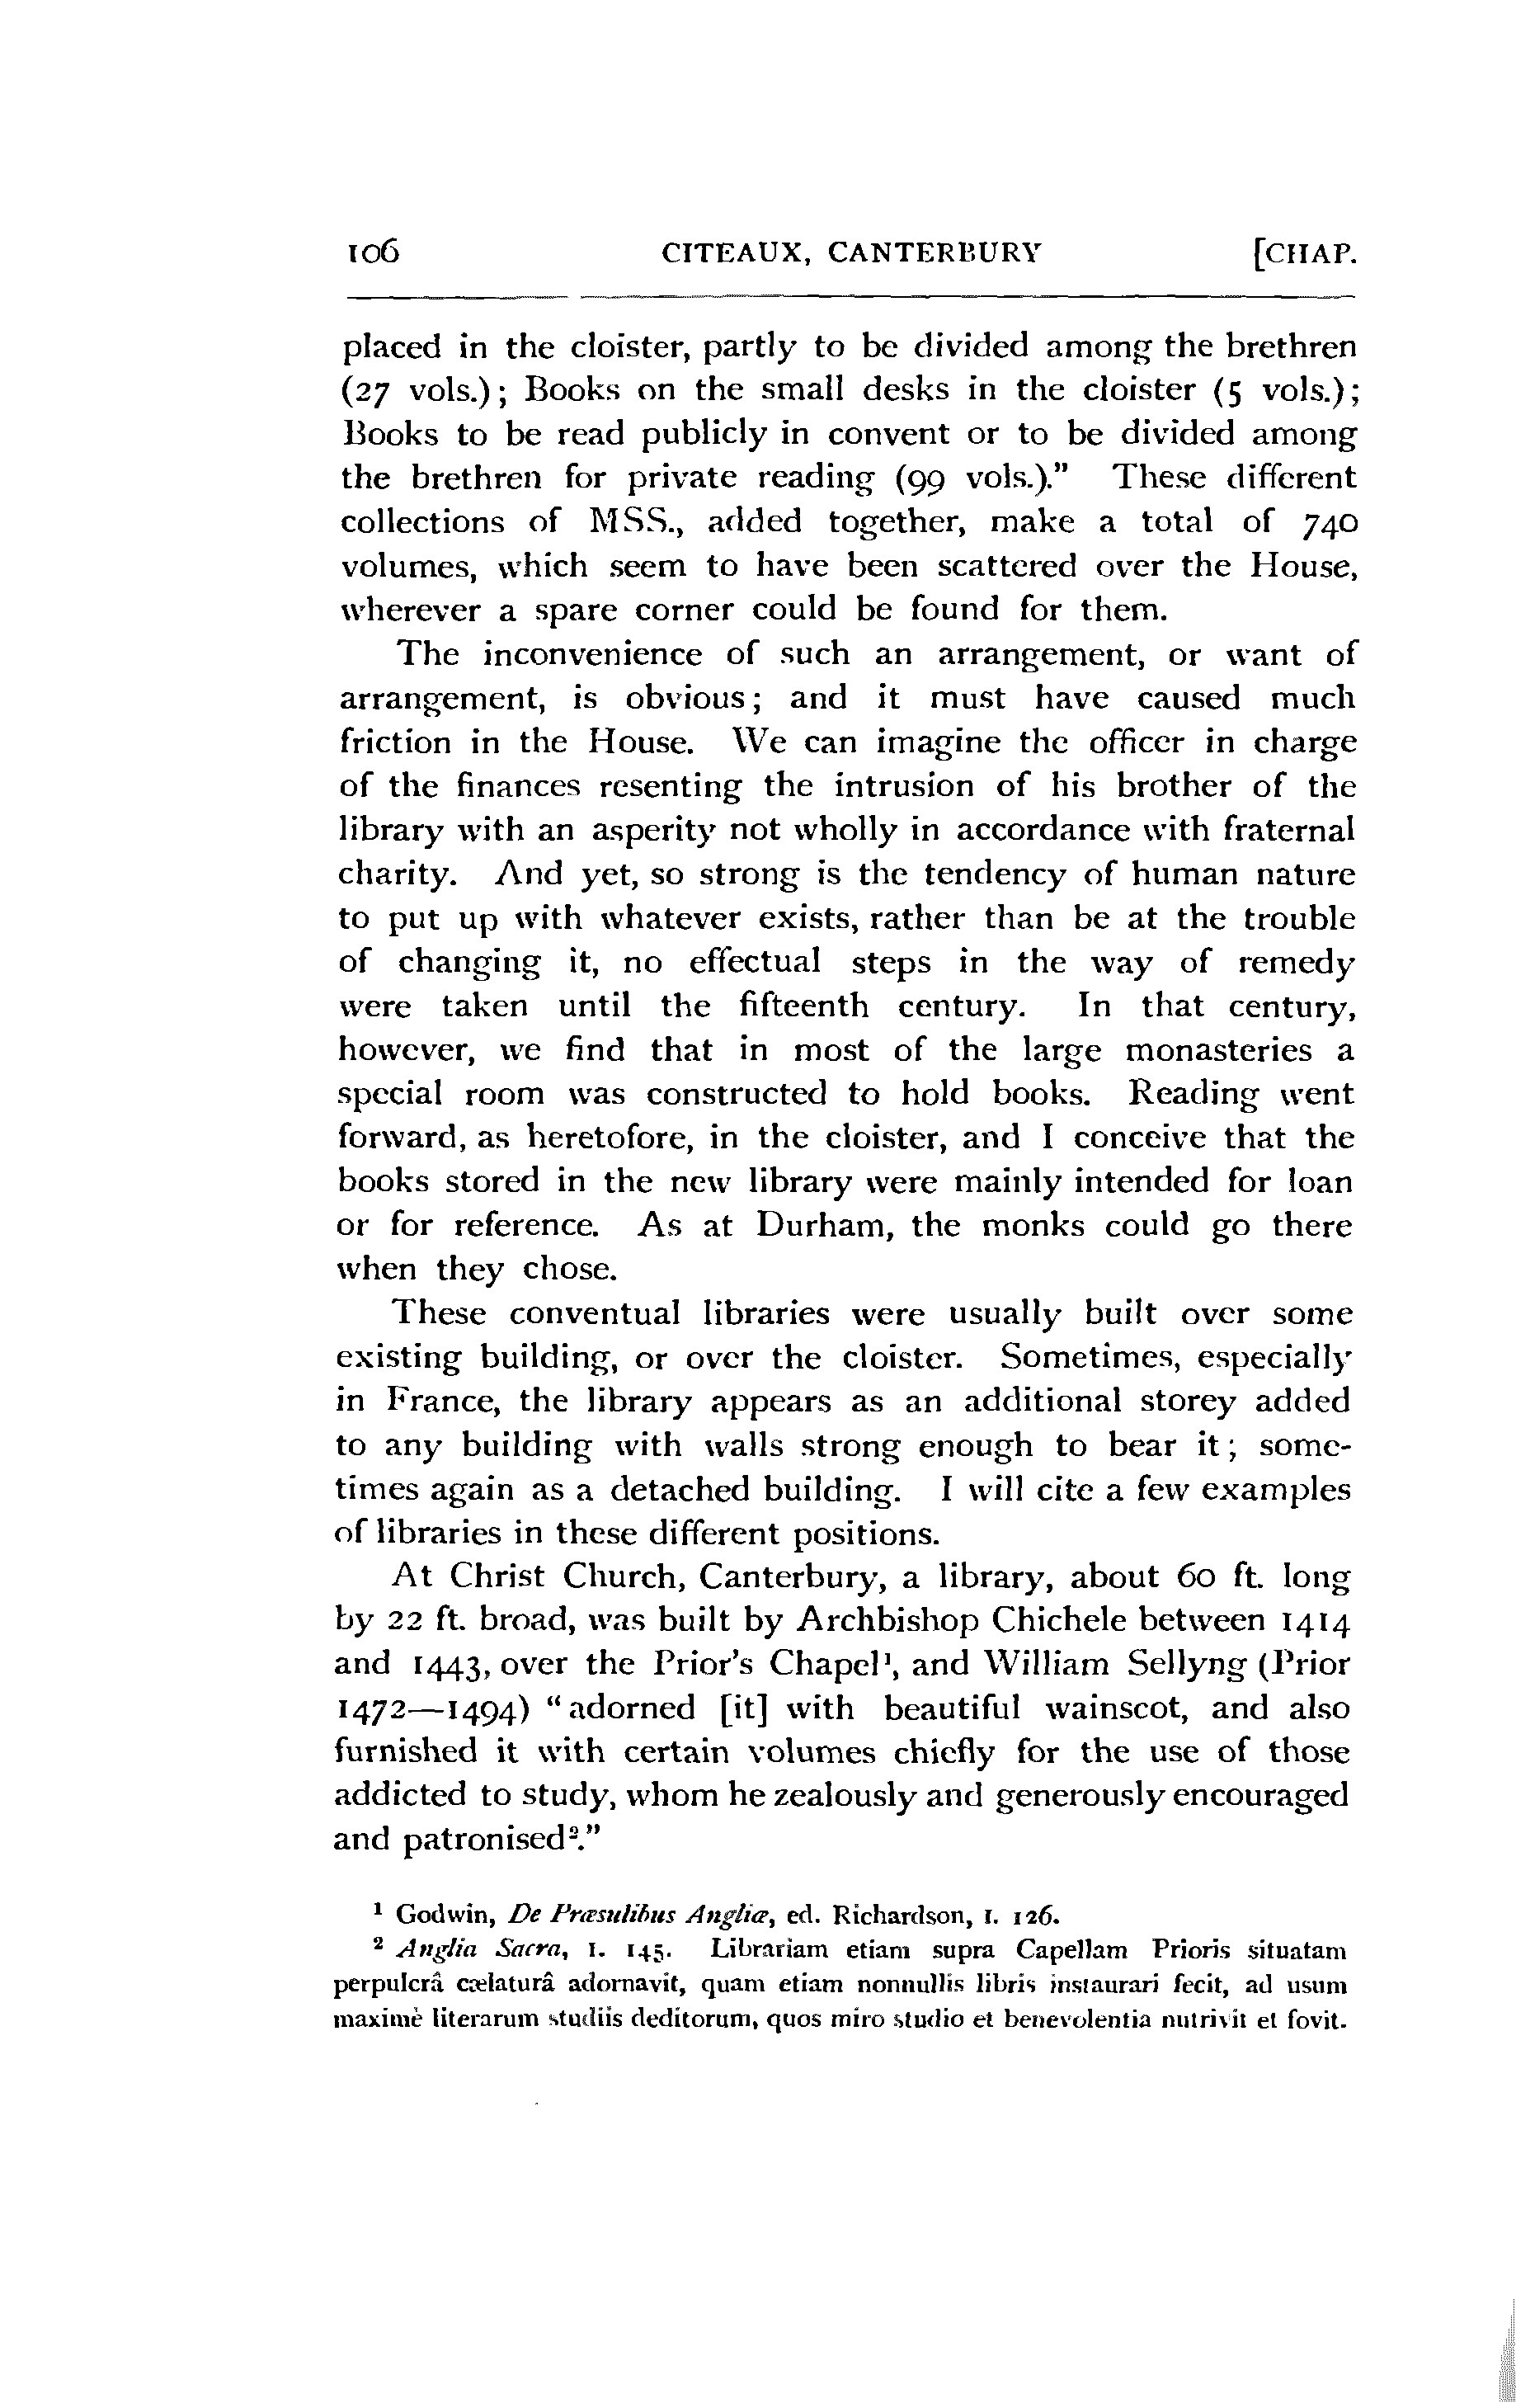 106 CITEAUX, CANTERBURY [CHAP.
placed in the cloister, partly to be divided among the brethren
(27 vols.); Books on the small desks in the cloister (5 vols.);
Books to be read publicly in convent or to be divided among
the brethren for private reading (99 vols.)." These different
collections of MSS., added together, make a total of 740
volumes, which seem to have been scattered over the House,
wherever a spare corner could be found for them.
The inconvenience of such an arrangement, or want of
arrangement, is obvious; and it must have caused much
friction in the House. We can imagine the officer in charge
of the finances resenting the intrusion of his brother of the
library with an asperity not wholly in accordance with fraternal
charity. And yet, so strong is the tendency of human nature
to put up with whatever exists, rather than be at the trouble
of changing it, no effectual steps in the way of remedy
were taken until the fifteenth century. In that century,
however, we find that in most of the large monasteries a
special room was constructed to hold books. Reading went
forward, as heretofore, in the cloister, and I conceive that the
books stored in the new library were mainly intended for loan
or for reference. As at Durham, the monks could go there
when they chose.
These conventual libraries were usually built over some
existing building, or over the cloister. Sometimes, especially
in France, the library appears as an additional storey added
to any building with walls strong enough to bear it; some-
times again as a detached building. I will cite a few examples
of libraries in these different positions.
At Christ Church, Canterbury, a library, about 60 ft. long
by 22 ft. broad, was built by Archbishop Chichele between 1414
and 1443, over the Prior's Chapel¹, and William Sellyng (Prior
1472—1494) "adorned [it] with beautiful wainscot, and also
furnished it with certain volumes chiefly for the use of those
addicted to study, whom he zealously and generously encouraged
and patronised²."
¹ Godwin, De Præsulibus Angliæ, ed. Richardson, I. 126.
² Anglia Sacra, I. 145. Librariam etiam supra Capellam Prioris situatam
perpulcrâ cælaturâ adornavit, quam etiam nonnullis libris instaurari fecit, ad usum
maximè literarum studiis deditorum, quos miro studio et benevolentia nutrivit et fovit.